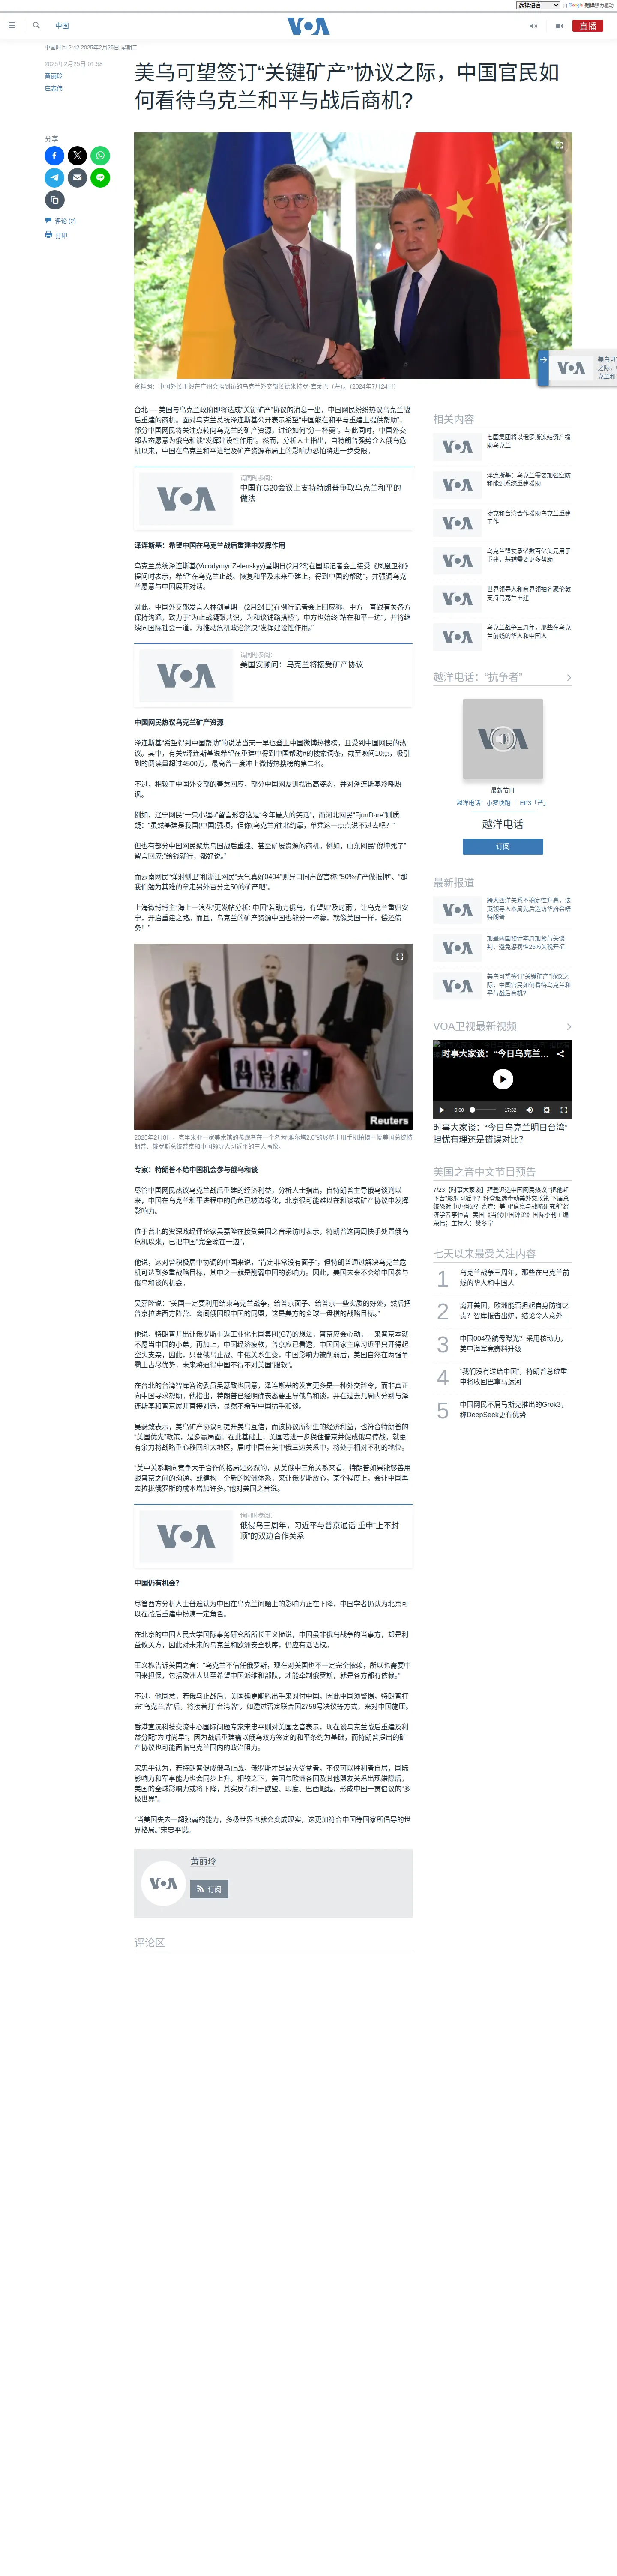 选择语言
由 Google 翻译强力驱动
中国
VOA
直播
中国时间 2:42 2025年2月25日 星期二
2025年2月25日 01:58
黄丽玲
庄志伟
美乌可望签订“关键矿产”协议之际，中国官民如
何看待乌克兰和平与战后商机?
分享
评论 (2)
打印
资料照：中国外长王毅在广州会晤到访的乌克兰外交部长德米特罗·库莱巴（左）。（2024年7月24日）
台北 — 美国与乌克兰政府即将达成“关键矿产”协议的消息一出，中国网民纷纷热议乌克兰战
后重建的商机。面对乌克兰总统泽连斯基公开表示希望“中国能在和平与重建上提供帮助”，
部分中国网民将关注点转向乌克兰的矿产资源，讨论如何“分一杯羹”。与此同时，中国外交
部表态愿意为俄乌和谈“发挥建设性作用”。然而，分析人士指出，自特朗普强势介入俄乌危
机以来，中国在乌克兰和平进程及矿产资源布局上的影响力恐怕将进一步受限。
请同时参阅：
中国在G20会议上支持特朗普争取乌克兰和平的
做法
泽连斯基：希望中国在乌克兰战后重建中发挥作用
乌克兰总统泽连斯基(Volodymyr Zelenskyy)星期日(2月23)在国际记者会上接受《凤凰卫视》
提问时表示，希望“在乌克兰止战、恢复和平及未来重建上，得到中国的帮助”，并强调乌克
兰愿意与中国展开对话。
对此，中国外交部发言人林剑星期一(2月24日)在例行记者会上回应称，中方一直跟有关各方
保持沟通，致力于“为止战凝聚共识，为和谈铺路搭桥”，中方也始终“站在和平一边”，并将继
续同国际社会一道，为推动危机政治解决“发挥建设性作用。”
请同时参阅：
美国安顾问：乌克兰将接受矿产协议
中国网民热议乌克兰矿产资源
泽连斯基“希望得到中国帮助”的说法当天一早也登上中国微博热搜榜，且受到中国网民的热
议。其中，有关#泽连斯基说希望在重建中得到中国帮助#的搜索词条，截至晚间10点，吸引
到的阅读量超过4500万，最高曾一度冲上微博热搜榜的第二名。
不过，相较于中国外交部的善意回应，部分中国网友则摆出高姿态，并对泽连斯基冷嘲热
讽。
例如，辽宁网民“一只小狸a”留言形容这是“今年最大的笑话”，而河北网民“FjunDare”则质
疑：“虽然基建是我国(中国)强项，但你(乌克兰)往北约靠，单凭这一点点说不过去吧？”
但也有部分中国网民聚焦乌国战后重建、甚至矿展资源的商机。例如，山东网民“倪坤死了”
留言回应:“给钱就行，都好说。”
而云南网民“弹射侧卫”和浙江网民“天气真好0404”则异口同声留言称:“50%矿产做抵押”、“那
我们勉为其难的拿走另外百分之50的矿产吧”。
上海微博博主“海上一浪花”更发帖分析: 中国“若助力俄乌，有望如‘及时雨’，让乌克兰重归安
宁，开启重建之路。而且，乌克兰的矿产资源中国也能分一杯羹，就像美国一样，偿还债
务！”
Reuters
2025年2月6日，克里米亚一家美术馆的参观者在一个名为“雅尔塔2.0”的展览上用手机拍摄一幅美国总统特
朗普、俄罗斯总统普京和中国领导人习近平的三人画像。
专家：特朗普不给中国机会参与俄乌和谈
尽管中国网民热议乌克兰战后重建的经济利益，分析人士指出，自特朗普主导俄乌谈判以
来，中国在乌克兰和平进程中的角色已被边缘化，北京很可能难以在和谈或矿产协议中发挥
影响力。
位于台北的资深政经评论家吴嘉隆在接受美国之音采访时表示，特朗普这两周快手处置俄乌
危机以来，已把中国“完全晾在一边”，
他说，这对曾积极居中协调的中国来说，“肯定非常没有面子”，但特朗普通过解决乌克兰危
机可达到多重战略目标，其中之一就是削弱中国的影响力。因此，美国未来不会给中国参与
俄乌和谈的机会。
吴嘉隆说：“美国一定要利用结束乌克兰战争，给普京面子、给普京一些实质的好处，然后把
普京拉进西方阵营、离间俄国跟中国的同盟，这是美方的全球一盘棋的战略目标。”
他说，特朗普开出让俄罗斯重返工业化七国集团(G7)的想法，普京应会心动，一来普京本就
不愿当中国的小弟，再加上，中国经济疲软，普京应已看透，中国国家主席习近平只开得起
空头支票，因此，只要俄乌止战、中俄关系生变，中国影响力被削弱后，美国自然在两强争
霸上占尽优势，未来将逼得中国不得不对美国“服软”。
在台北的台湾智库咨询委员吴瑟致也同意，泽连斯基的发言更多是一种外交辞令，而非真正
向中国寻求帮助。他指出，特朗普已经明确表态要主导俄乌和谈，并在过去几周内分别与泽
连斯基和普京展开直接对话，显然不希望中国插手和谈。
吴瑟致表示，美乌矿产协议可提升美乌互信，而该协议所衍生的经济利益，也符合特朗普的
“美国优先”政策，是多赢局面。在此基础上，美国若进一步稳住普京并促成俄乌停战，就更
有余力将战略重心移回印太地区，届时中国在美中俄三边关系中，将处于相对不利的地位。
“美中关系朝向竞争大于合作的格局是必然的，从美俄中三角关系来看，特朗普如果能够善用
跟普京之间的沟通，或建构一个新的欧洲体系，来让俄罗斯放心，某个程度上，会让中国再
去拉拢俄罗斯的成本增加许多。”他对美国之音说。
请同时参阅：
俄侵乌三周年，习近平与普京通话 重申“上不封
顶”的双边合作关系
中国仍有机会?
尽管西方分析人士普遍认为中国在乌克兰问题上的影响力正在下降，中国学者仍认为北京可
以在战后重建中扮演一定角色。
在北京的中国人民大学国际事务研究所所长王义桅说，中国虽非俄乌战争的当事方，却是利
益攸关方，因此对未来的乌克兰和欧洲安全秩序，仍应有话语权。
王义桅告诉美国之音：“乌克兰不信任俄罗斯，现在对美国也不一定完全依赖，所以也需要中
国来担保，包括欧洲人甚至希望中国派维和部队，才能牵制俄罗斯，就是各方都有依赖。”
不过，他同意，若俄乌止战后，美国确更能腾出手来对付中国，因此中国须警惕，特朗普打
完“乌克兰牌”后，将接着打“台湾牌”，如透过否定联合国2758号决议等方式，来对中国施压。
香港宣沅科技交流中心国际问题专家宋忠平则对美国之音表示，现在谈乌克兰战后重建及利
益分配“为时尚早”，因为战后重建需以俄乌双方签定的和平条约为基础，而特朗普提出的矿
产协议也可能面临乌克兰国内的政治阻力。
宋忠平认为，若特朗普促成俄乌止战，俄罗斯才是最大受益者，不仅可以胜利者自居，国际
影响力和军事能力也会同步上升，相较之下，美国与欧洲各国及其他盟友关系出现嫌隙后，
美国的全球影响力或将下降，其实反有利于欧盟、印度、巴西崛起，形成中国一贯倡议的“多
极世界”。
“当美国失去一超独霸的能力，多极世界也就会变成现实，这更加符合中国等国家所倡导的世
界格局。”宋忠平说。
黄丽玲
订阅
评论区
相关内容
七国集团将以俄罗斯冻结资产援
助乌克兰
泽连斯基：乌克兰需要加强空防
和能源系统重建援助
捷克和台湾合作援助乌克兰重建
工作
乌克兰盟友承诺数百亿美元用于
重建，基辅需要更多帮助
世界领导人和商界领袖齐聚伦敦
支持乌克兰重建
乌克兰战争三周年，那些在乌克
兰前线的华人和中国人
越洋电话：“抗争者”
最新节目
越洋电话：小罗快跑 ｜ EP3「芒」
越洋电话
订阅
最新报道
跨大西洋关系不确定性升高，法
英领导人本周先后造访华府会晤
特朗普
加墨两国预计本周加紧与美谈
判，避免惩罚性25%关税开征
美乌可望签订“关键矿产”协议之
际，中国官民如何看待乌克兰和
平与战后商机?
VOA卫视最新视频
时事大家谈：“今日乌克兰...
0:00
17:32
时事大家谈：“今日乌克兰明日台湾”
担忧有理还是错误对比?
美国之音中文节目预告
7/23【时事大家谈】拜登退选中国网民热议 “把他赶
下台”影射习近平？拜登退选牵动美外交政策 下届总
统恐对中更强硬？嘉宾：美国“信息与战略研究所”经
济学者李恒青; 美国《当代中国评论》国际季刊主编
荣伟；主持人：樊冬宁
七天以来最受关注内容
1
乌克兰战争三周年，那些在乌克兰前
线的华人和中国人
2
离开美国，欧洲能否担起自身防御之
责？智库报告出炉，结论令人意外
3
中国004型航母曝光？采用核动力，
美中海军竞赛料升级
4
“我们没有送给中国”，特朗普总统重
申将收回巴拿马运河
5
中国网民不屑马斯克推出的Grok3，
称DeepSeek更有优势